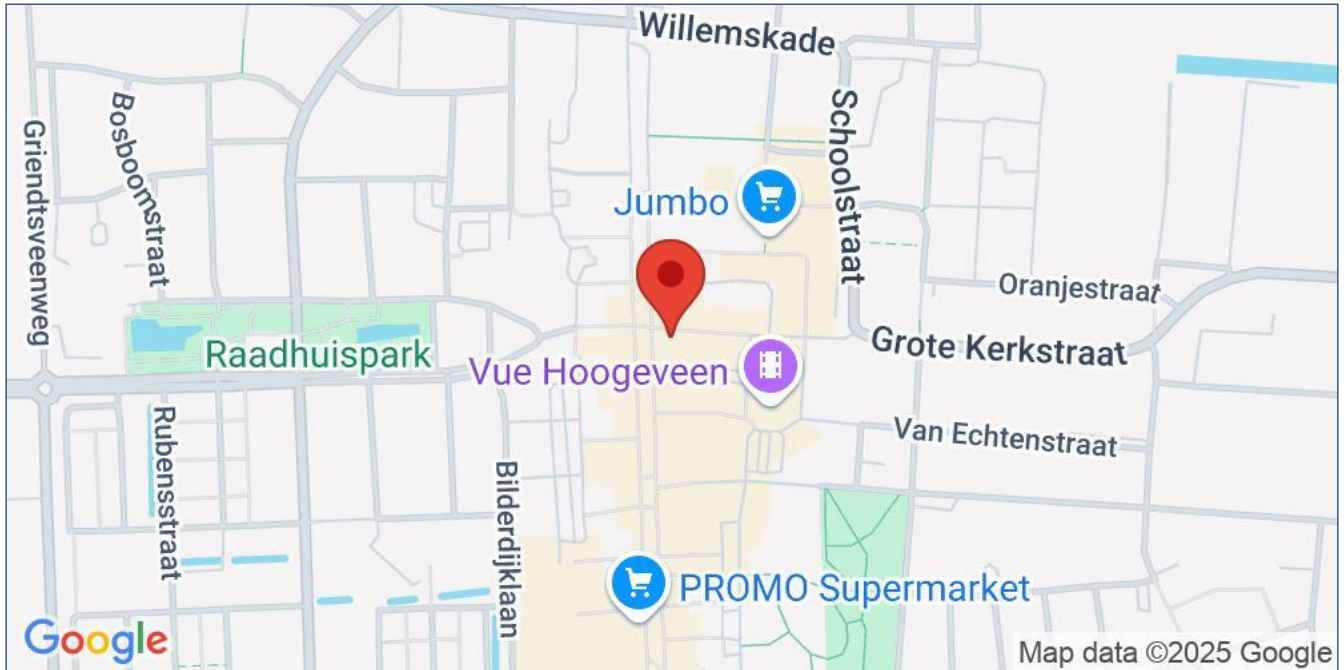 Willemskade
Griendtsveenweg
Bosboomstraat
Schoolstraat
Jumbo
Oranjestraat
Raadhuispark
Grote Kerkstraat
Vue Hoogeveen
Rubensstraat
Van Echtenstraat
Bilderdijklaan
PROMO Supermarket
Google
Map data ©2025 Google